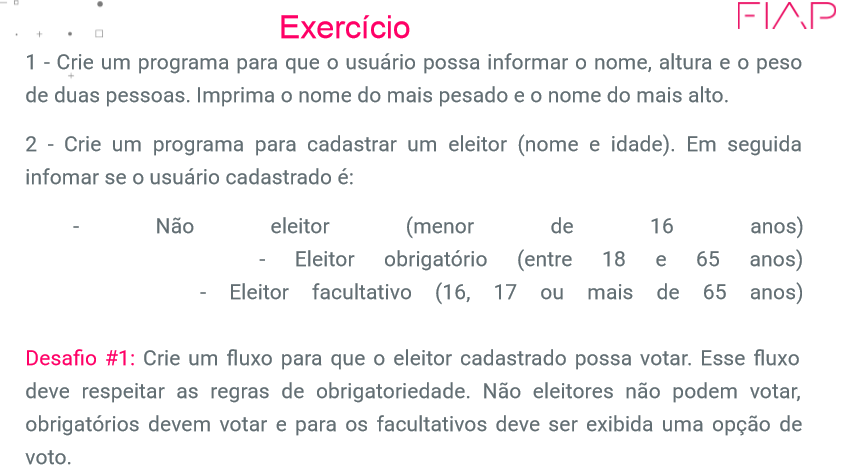 FIAP
Exercício
1 - Crie um programa para que o usuário possa informar o nome, altura e o peso
de duas pessoas. Imprima o nome do mais pesado e o nome do mais alto.
2 - Crie um programa para cadastrar um eleitor (nome e idade). Em seguida
infomar se o usuário cadastrado é:
- Não eleitor (menor de 16 anos)
- Eleitor obrigatório (entre 18 e 65 anos)
- Eleitor facultativo (16, 17 ou mais de 65 anos)
Desafio #1: Crie um fluxo para que o eleitor cadastrado possa votar. Esse fluxo
deve respeitar as regras de obrigatoriedade. Não eleitores não podem votar,
obrigatórios devem votar e para os facultativos deve ser exibida uma opção de
voto.